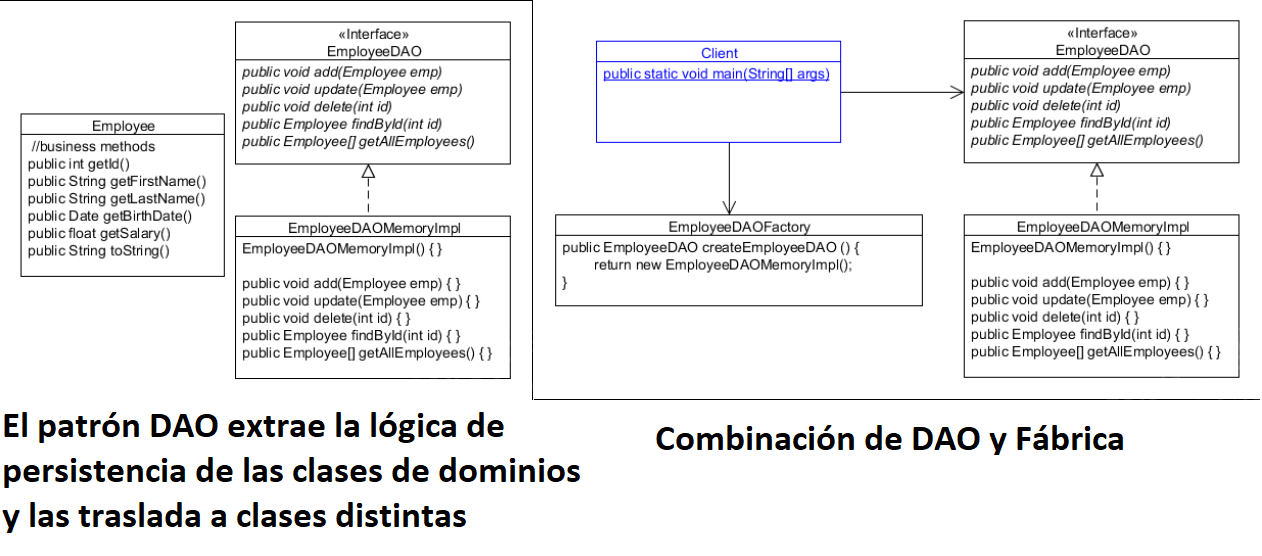 Employee
//business methods
public int getId()
public String getFirstName()
public String getLastName()
public Date getBirthDate()
public float getSalary()
public String toString()
«Interface»
EmployeeDAO
public void add(Employee emp)
public void update(Employee emp)
public void delete(int id)
public Employee findById(int id)
public Employee[] getAllEmployees()
EmployeeDAOMemoryImpl
EmployeeDAOMemoryImpl() { }
public void add(Employee emp) { }
public void update(Employee emp) { }
public void delete(int id) { }
public Employee findById(int id) { }
public Employee[] getAllEmployees() { }
El patrón DAO extrae la lógica de
persistencia de las clases de dominios
y las traslada a clases distintas
Client
public static void main(String[] args)
EmployeeDAOFactory
public EmployeeDAO createEmployeeDAO () {
return new EmployeeDAOMemoryImpl();
}
«Interface»
EmployeeDAO
public void add(Employee emp)
public void update(Employee emp)
public void delete(int id)
public Employee findById(int id)
public Employee[] getAllEmployees()
EmployeeDAOMemoryImpl
EmployeeDAOMemoryImpl() { }
public void add(Employee emp) { }
public void update(Employee emp) { }
public void delete(int id) { }
public Employee findById(int id) { }
public Employee[] getAllEmployees() { }
Combinación de DAO y Fábrica